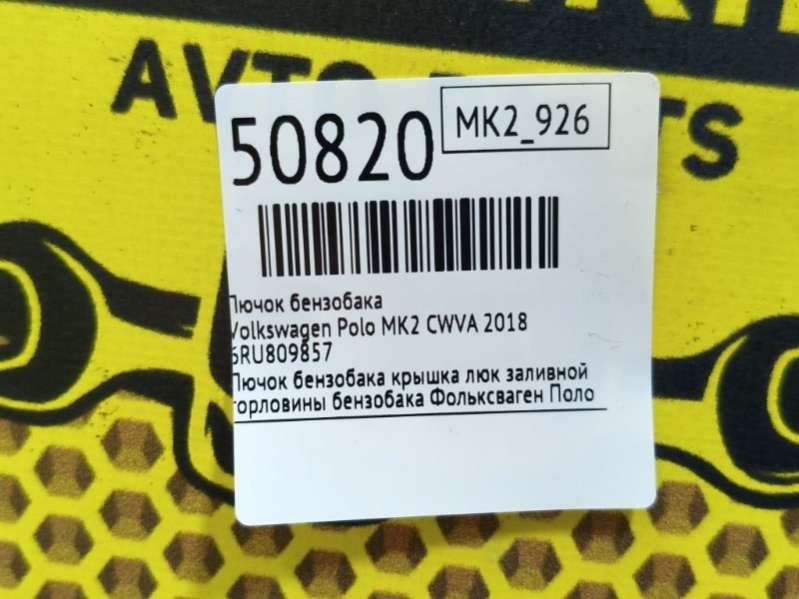 AVTO
TS
50820
MK2_926
Лючок бензобака
Volkswagen Polo MK2 CWVA 2018
6RU809857
Лючок бензобака крышка люк заливной
горловины бензобака Фольксваген Поло